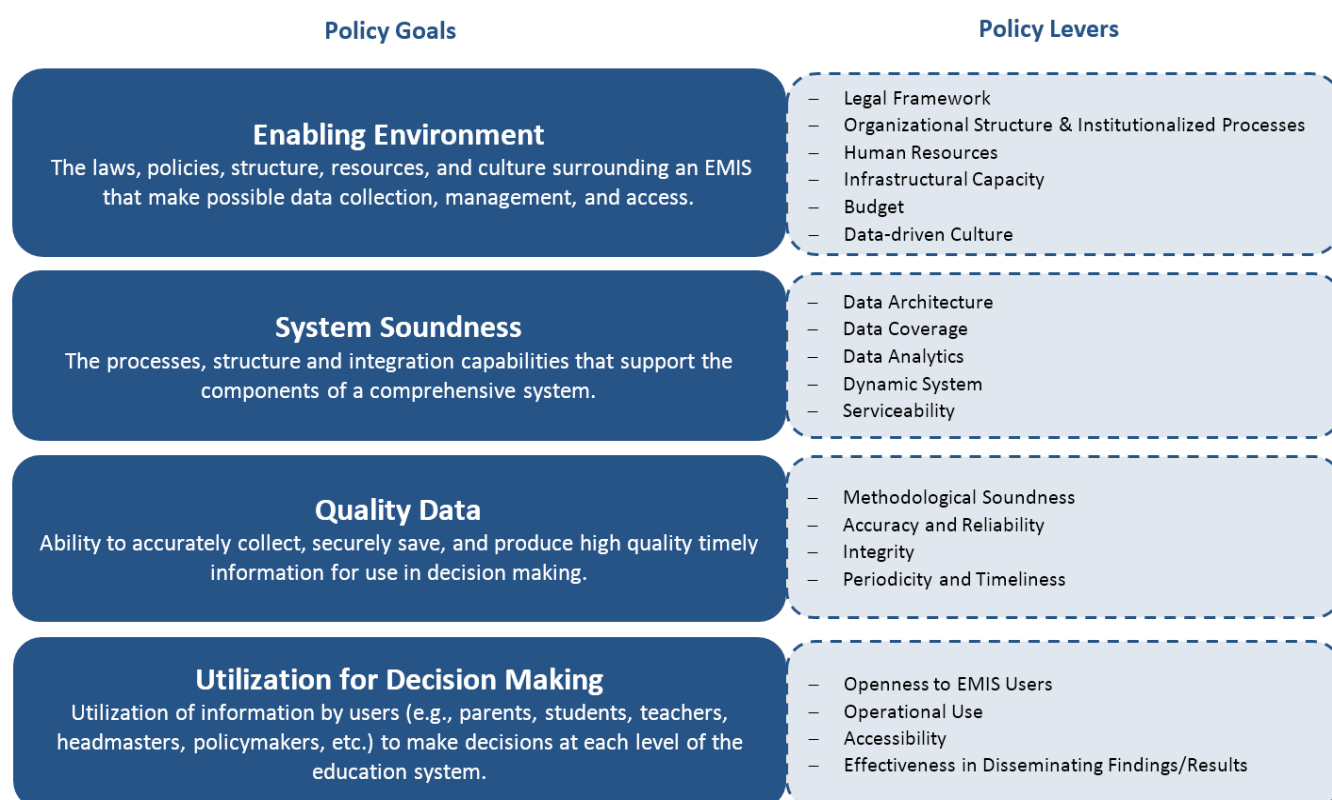 Policy Goals
Policy Levers
Enabling Environment
The laws, policies, structure, resources, and culture surrounding an EMIS
that make possible data collection, management, and access.
– Legal Framework
– Organizational Structure & Institutionalized Processes
– Human Resources
– Infrastructural Capacity
– Budget
– Data-driven Culture
System Soundness
The processes, structure and integration capabilities that support the
components of a comprehensive system.
– Data Architecture
– Data Coverage
– Data Analytics
– Dynamic System
– Serviceability
Quality Data
Ability to accurately collect, securely save, and produce high quality timely
information for use in decision making.
– Methodological Soundness
– Accuracy and Reliability
– Integrity
– Periodicity and Timeliness
Utilization for Decision Making
Utilization of information by users (e.g., parents, students, teachers,
headmasters, policymakers, etc.) to make decisions at each level of the
education system.
– Openness to EMIS Users
– Operational Use
– Accessibility
– Effectiveness in Disseminating Findings/Results